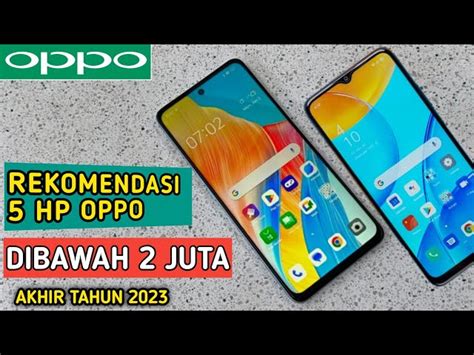 oppo
REKOMENDASI
5 HP OPPO
DIBAWAH 2 JUTA
AKHIR TAHUN 2023
07:02